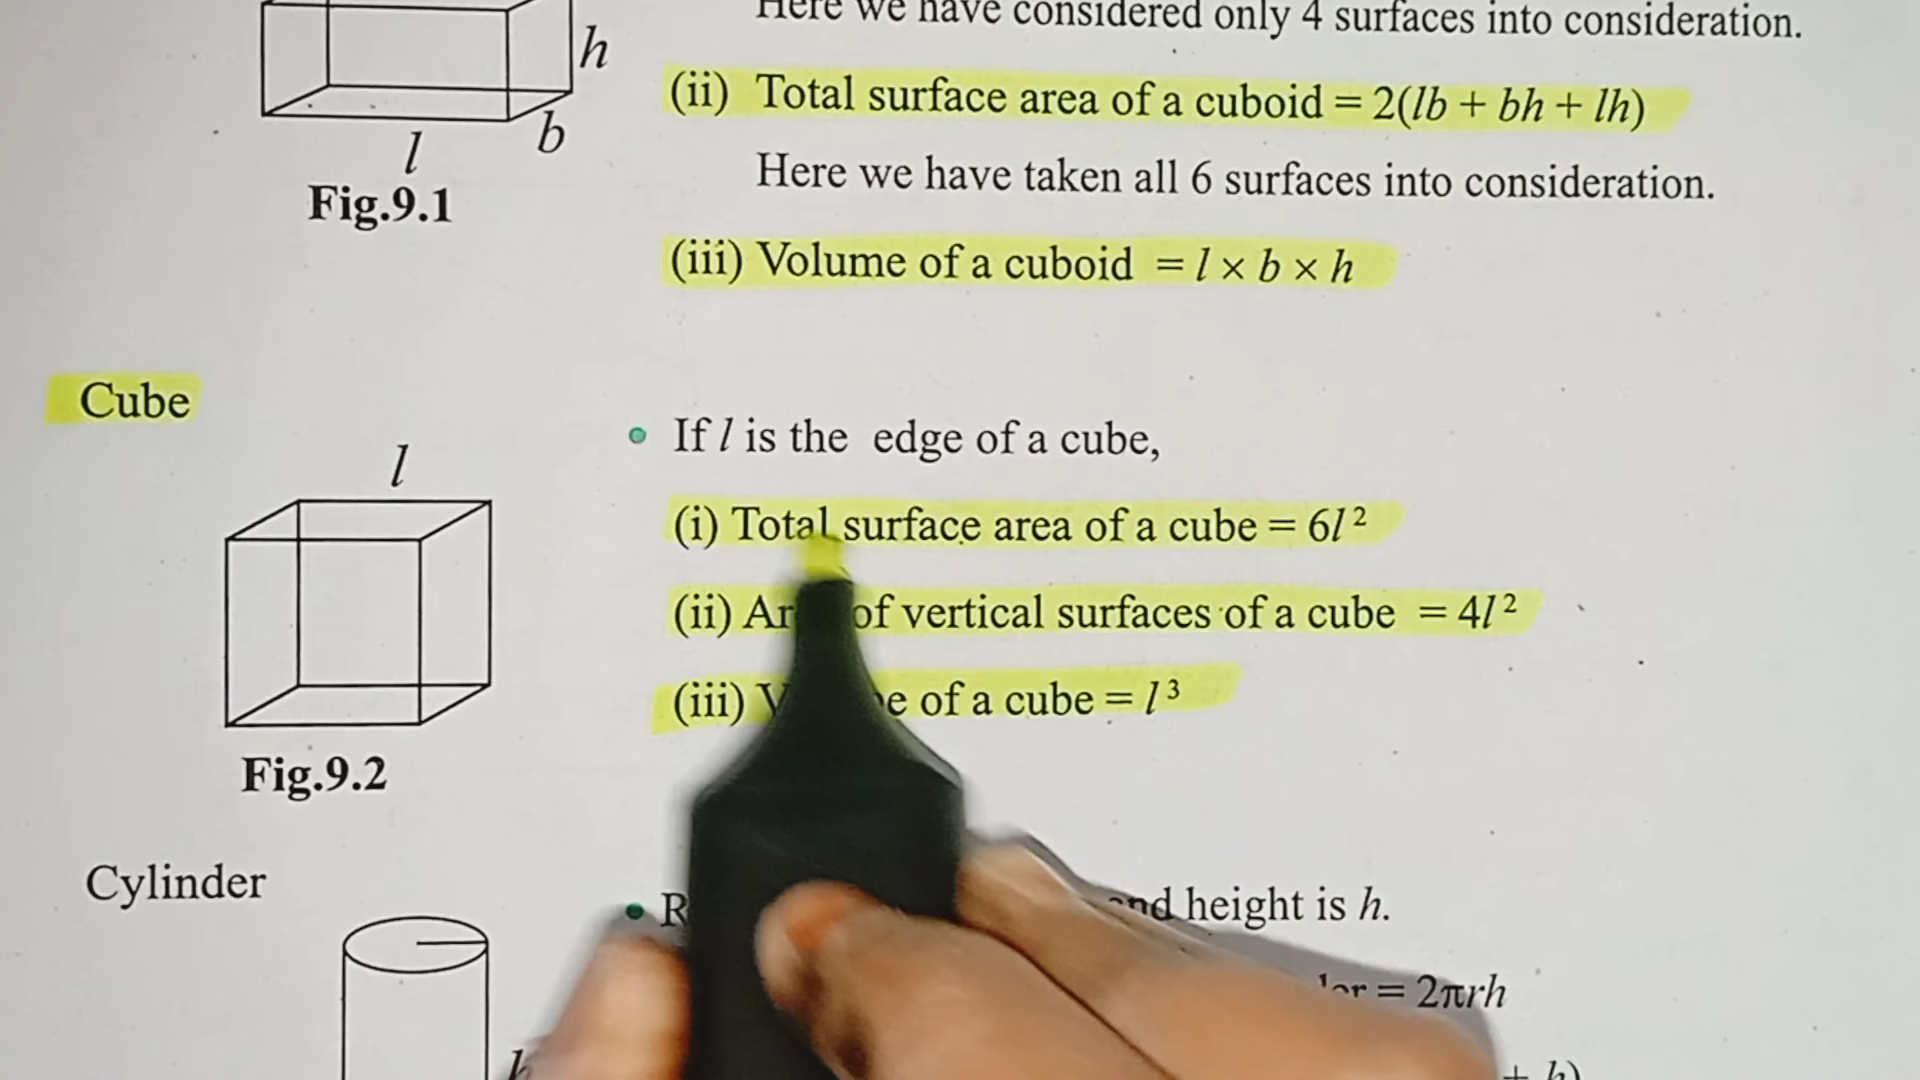 Here we have considered only 4 surfaces into consideration.
h
(ii) Total surface area of a cuboid = 2(lb + bh + lh)
b
l
Here we have taken all 6 surfaces into consideration.
Fig.9.1
(iii) Volume of a cuboid = l × b × h
Cube
If l is the edge of a cube,
l
(i) Total surface area of a cube = 6l²
(ii) of vertical surfaces of a cube = 4l²
(iii) of a cube = l³
Fig.9.2
Cylinder
height is h.
= 2πrh
h
+ h)